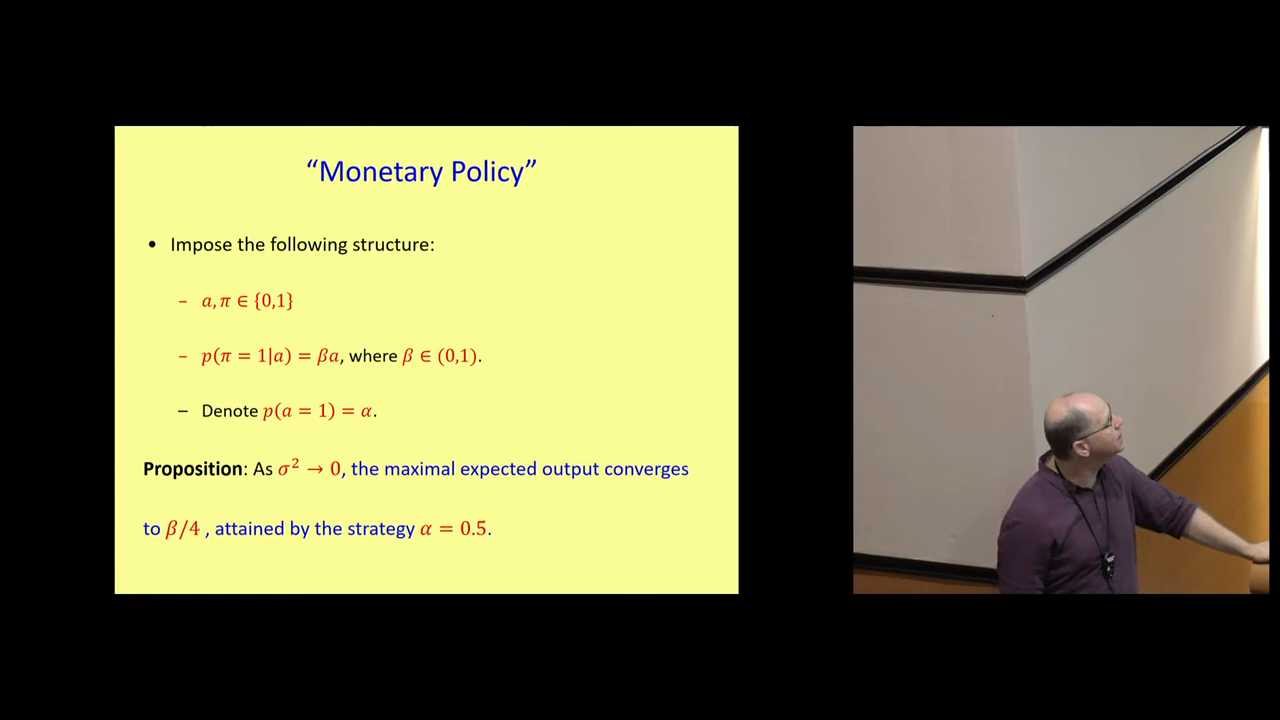 “Monetary Policy”
• Impose the following structure:
– a, π ∈ {0,1}
– p(π = 1|a) = βa, where β ∈ (0,1).
– Denote p(a = 1) = α.
Proposition: As σ² → 0, the maximal expected output converges
to β/4 , attained by the strategy α = 0.5.